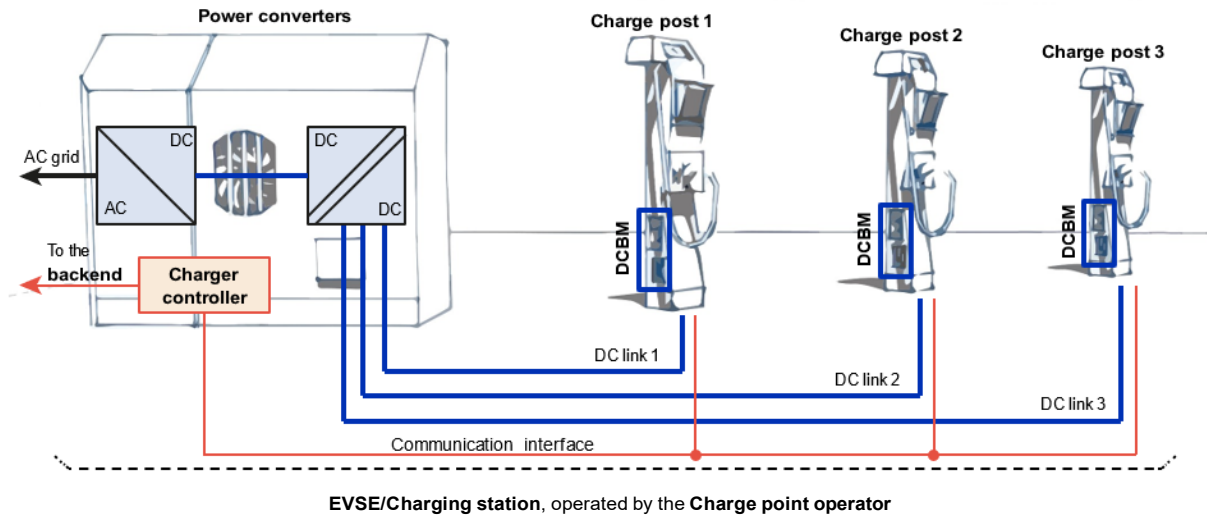 Power converters
Charge post 1
Charge post 2
Charge post 3
AC grid
DC
AC
DC
DC
To the
backend
Charger
controller
DCBM
DCBM
DCBM
DC link 1
DC link 2
DC link 3
Communication interface
EVSE/Charging station, operated by the Charge point operator